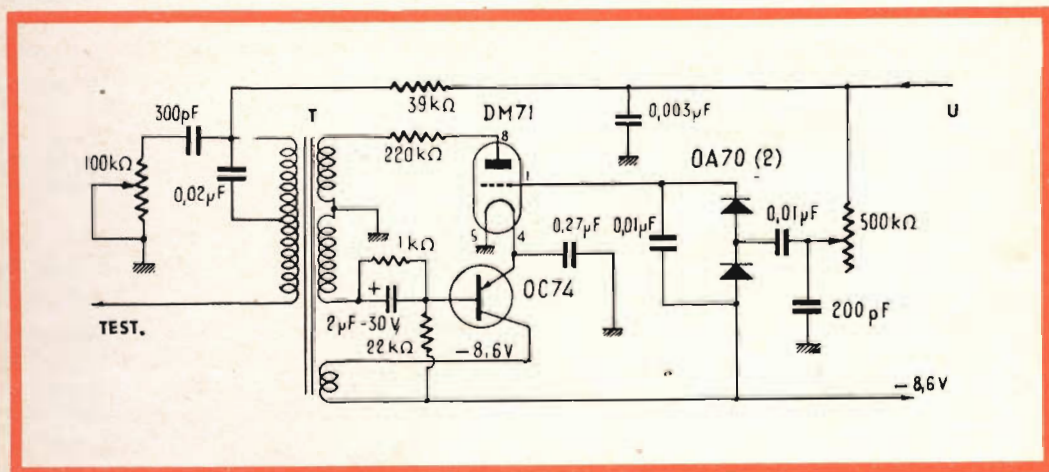 39kΩ
DM71
U
T
300pF
8
0,003µF
220kΩ
OA70 (2)
100kΩ
0,02µF
1
0,01µF
500kΩ
5
4
0,27µF
0,01µF
1kΩ
OC74
200pF
TEST.
+
2µF-30V
22kΩ
-8,6V
-8,6V